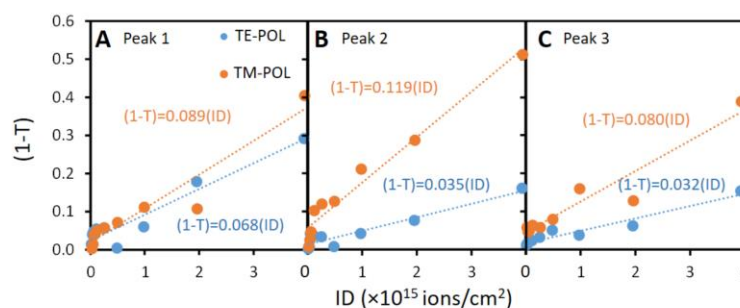 A Peak 1
TE-POL
TM-POL
B Peak 2
C Peak 3
0.6
0.5
0.4
0.3
0.2
0.1
0.0
(1-T)
(1-T)=0.089(ID)
(1-T)=0.068(ID)
(1-T)=0.119(ID)
(1-T)=0.035(ID)
(1-T)=0.080(ID)
(1-T)=0.032(ID)
0 1 2 3 0 1 2 3 0 1 2 3
ID (×10¹⁵ ions/cm²)